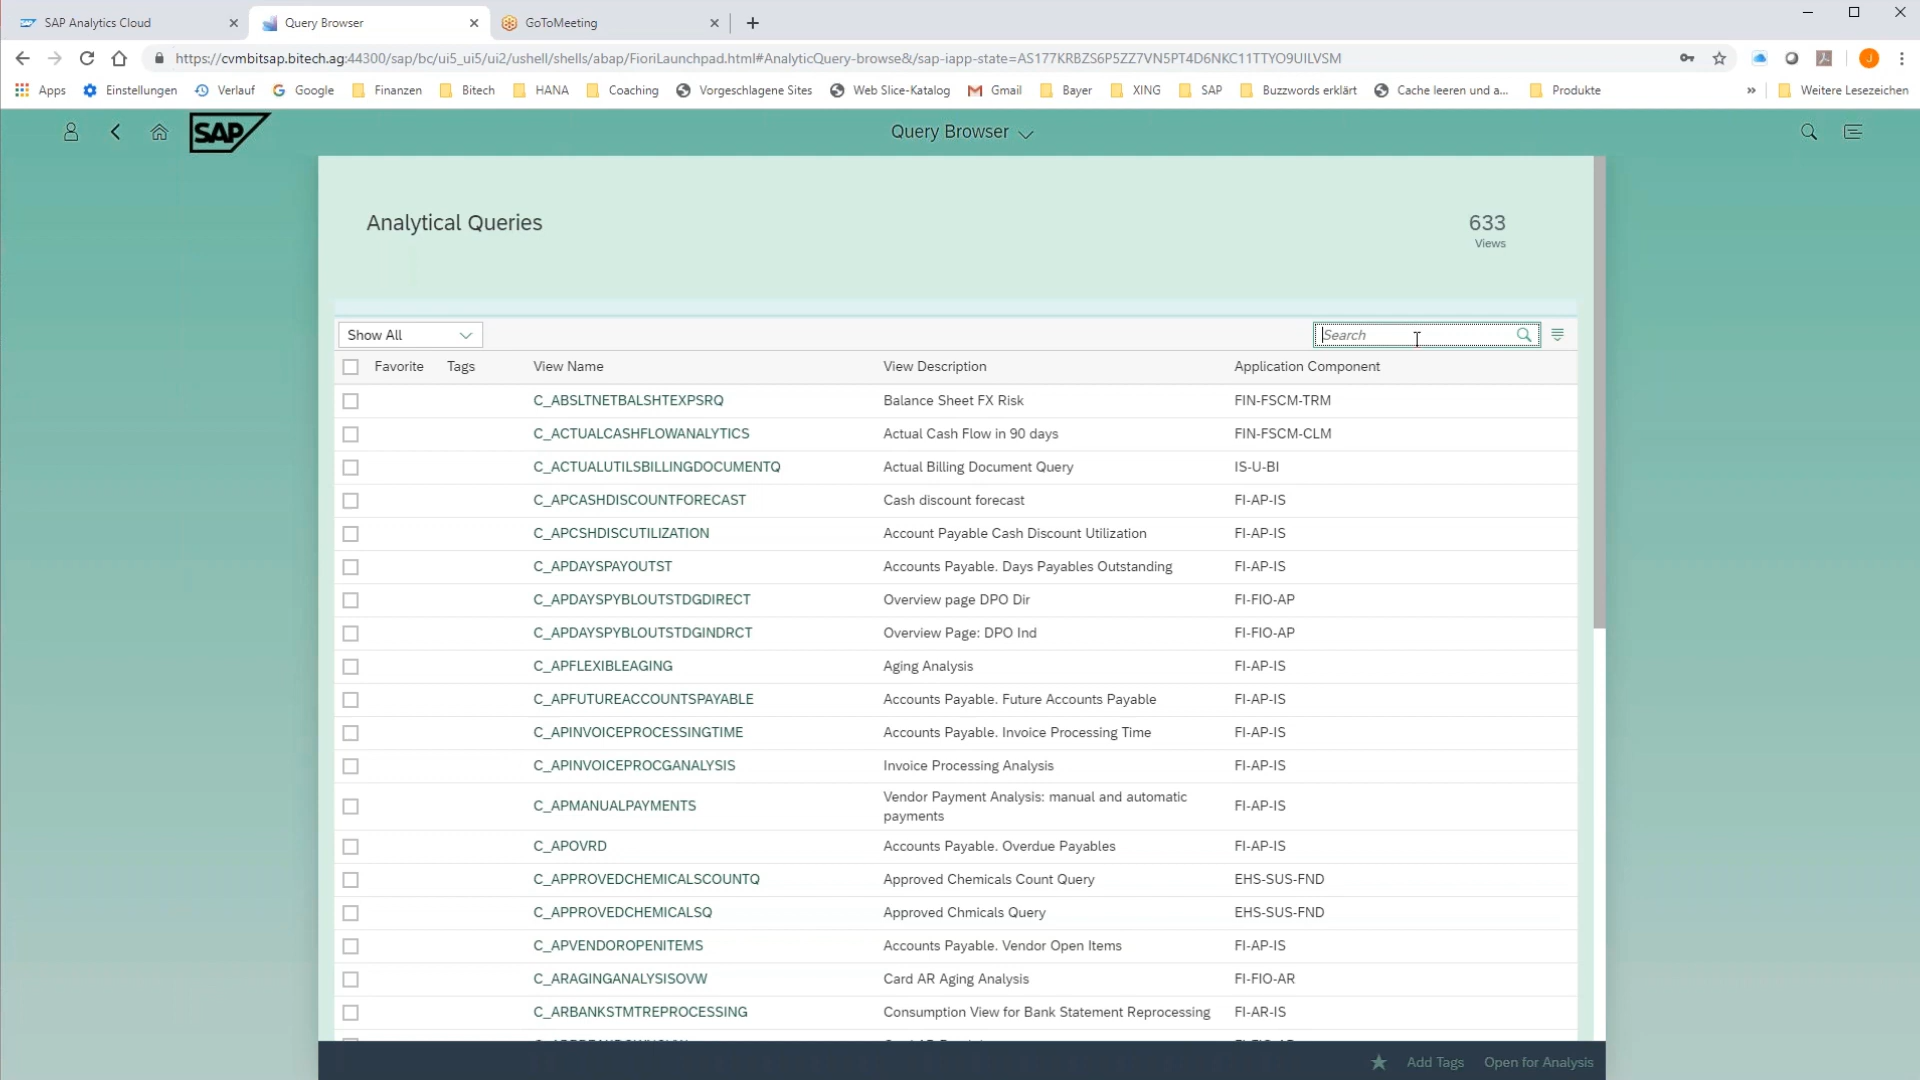 SAP Analytics Cloud
Query Browser
GoToMeeting
https://cvmbitsap.bitech.ag:44300/sap/bc/ui5_ui5/ui2/ushell/shells/abap/FioriLaunchpad.html#AnalyticQuery-browse&/sap-iapp-state=AS177KRBZS6P5ZZ7VN5PT4D6NKC11TTYO9UILVSM
J
Apps Einstellungen Verlauf Google Finanzen Bitech HANA Coaching Vorgeschlagene Sites Web Slice-Katalog Gmail Bayer XING SAP Buzzwords erklärt Cache leeren und a... Produkte » Weitere Lesezeichen
SAP
Query Browser
Analytical Queries
633
Views
Show All
Search
Favorite Tags View Name View Description Application Component
C_ABSLTNETBALSHTEXPSRQ Balance Sheet FX Risk FIN-FSCM-TRM
C_ACTUALCASHFLOWANALYTICS Actual Cash Flow in 90 days FIN-FSCM-CLM
C_ACTUALUTILSBILLINGDOCUMENTQ Actual Billing Document Query IS-U-BI
C_APCASHDISCOUNTFORECAST Cash discount forecast FI-AP-IS
C_APCSHDISCUTILIZATION Account Payable Cash Discount Utilization FI-AP-IS
C_APDAYSPAYOUTST Accounts Payable. Days Payables Outstanding FI-AP-IS
C_APDAYSPYBLOUTSTDGDIRECT Overview page DPO Dir FI-FIO-AP
C_APDAYSPYBLOUTSTDGINDRCT Overview Page: DPO Ind FI-FIO-AP
C_APFLEXIBLEAGING Aging Analysis FI-AP-IS
C_APFUTUREACCOUNTSPAYABLE Accounts Payable. Future Accounts Payable FI-AP-IS
C_APINVOICEPROCESSINGTIME Accounts Payable. Invoice Processing Time FI-AP-IS
C_APINVOICEPROCGANALYSIS Invoice Processing Analysis FI-AP-IS
C_APMANUALPAYMENTS Vendor Payment Analysis: manual and automatic payments FI-AP-IS
C_APOVRD Accounts Payable. Overdue Payables FI-AP-IS
C_APPROVEDCHEMICALSCOUNTQ Approved Chemicals Count Query EHS-SUS-FND
C_APPROVEDCHEMICALSQ Approved Chmicals Query EHS-SUS-FND
C_APVENDOROPENITEMS Accounts Payable. Vendor Open Items FI-AP-IS
C_ARAGINGANALYSISOVW Card AR Aging Analysis FI-FIO-AR
C_ARBANKSTMTREPROCESSING Consumption View for Bank Statement Reprocessing FI-AR-IS
Add Tags Open for Analysis